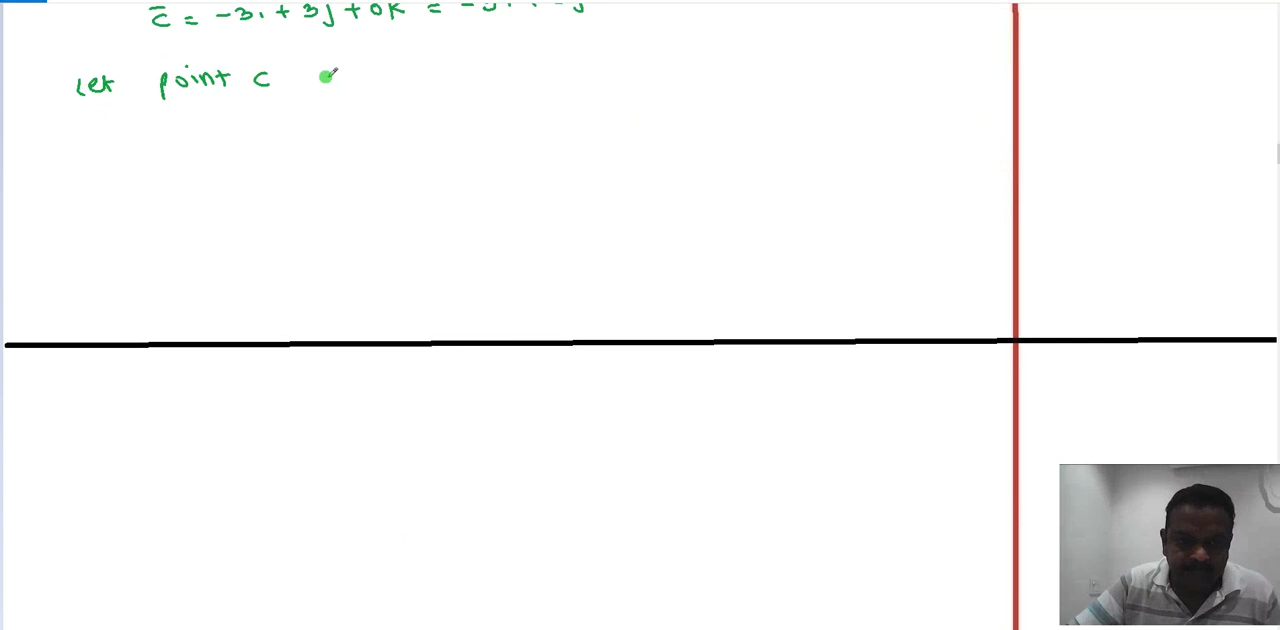 c̅ = -3i + 3j + 0k =
Let point C